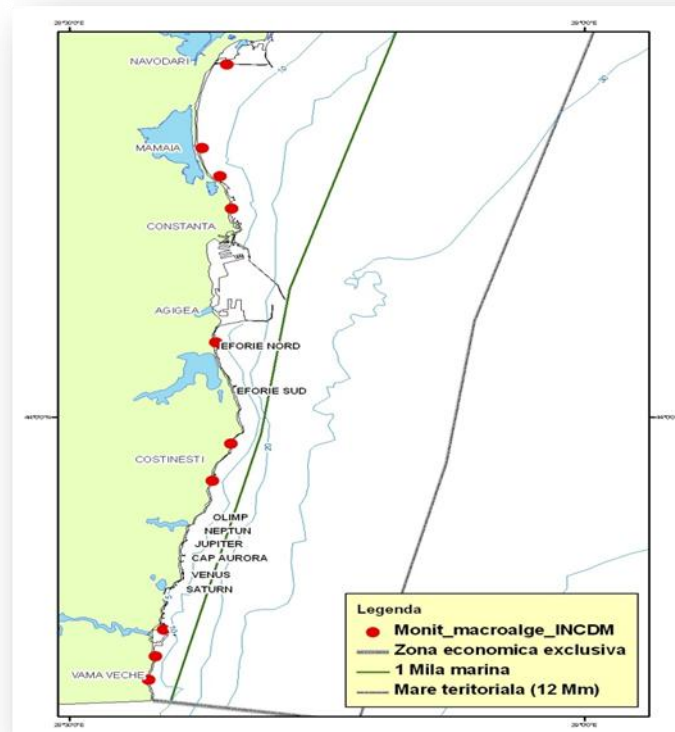 NAVODARI
MAMAIA
CONSTANTA
AGIGEA
EFORIE NORD
EFORIE SUD
20
COSTINESTI
OLIMP
NEPTUN
JUPITER
CAP AURORA
VENUS
SATURN
VAMA VECHE
Legenda
Monit_macroalge_INCDM
Zona economica exclusiva
1 Mila marina
Mare teritoriala (12 Mm)